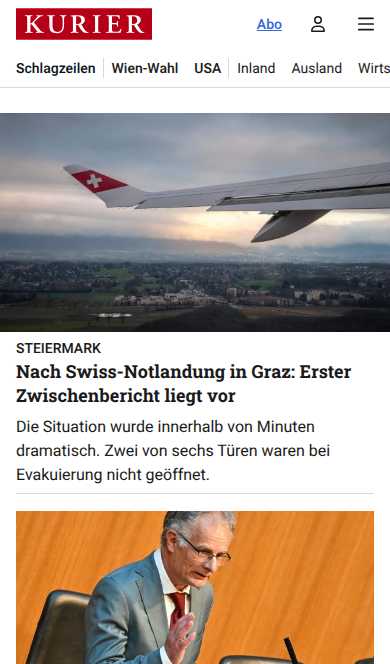 KURIER
Abo
Schlagzeilen
Wien-Wahl
USA
Inland
Ausland
Wirts
STEIERMARK
Nach Swiss-Notlandung in Graz: Erster
Zwischenbericht liegt vor
Die Situation wurde innerhalb von Minuten
dramatisch. Zwei von sechs Türen waren bei
Evakuierung nicht geöffnet.